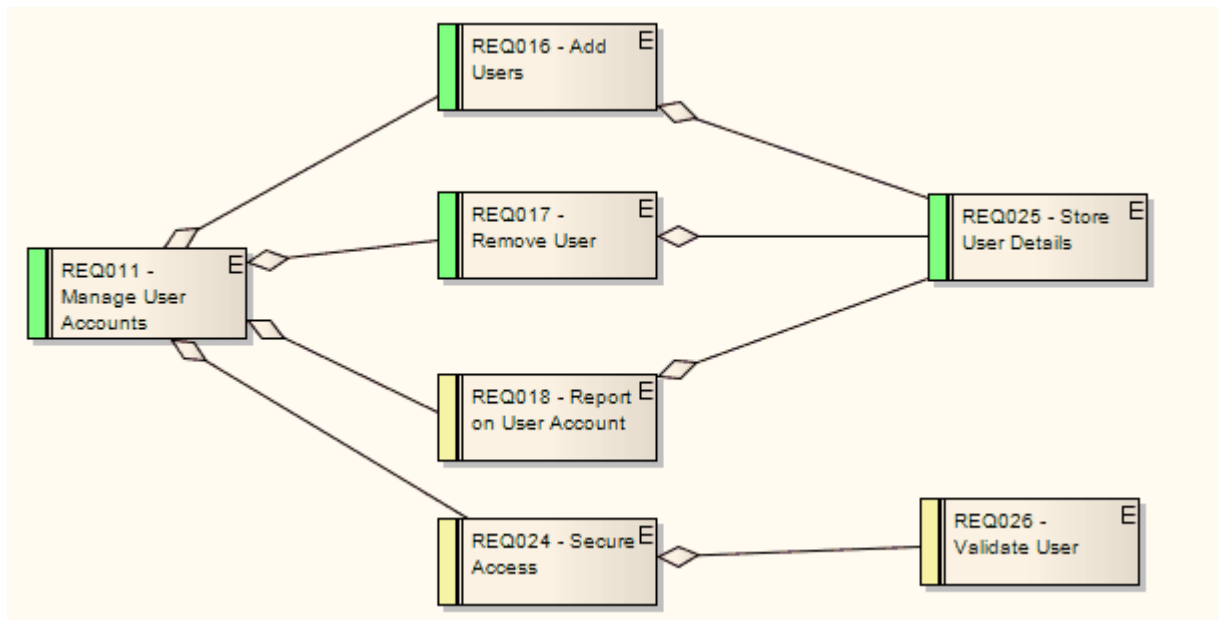 REQ016 - Add E
Users
REQ017 - E
Remove User
REQ025 - Store E
User Details
REQ011 - E
Manage User
Accounts
REQ018 - Report E
on User Account
REQ024 - Secure E
Access
REQ026 - E
Validate User